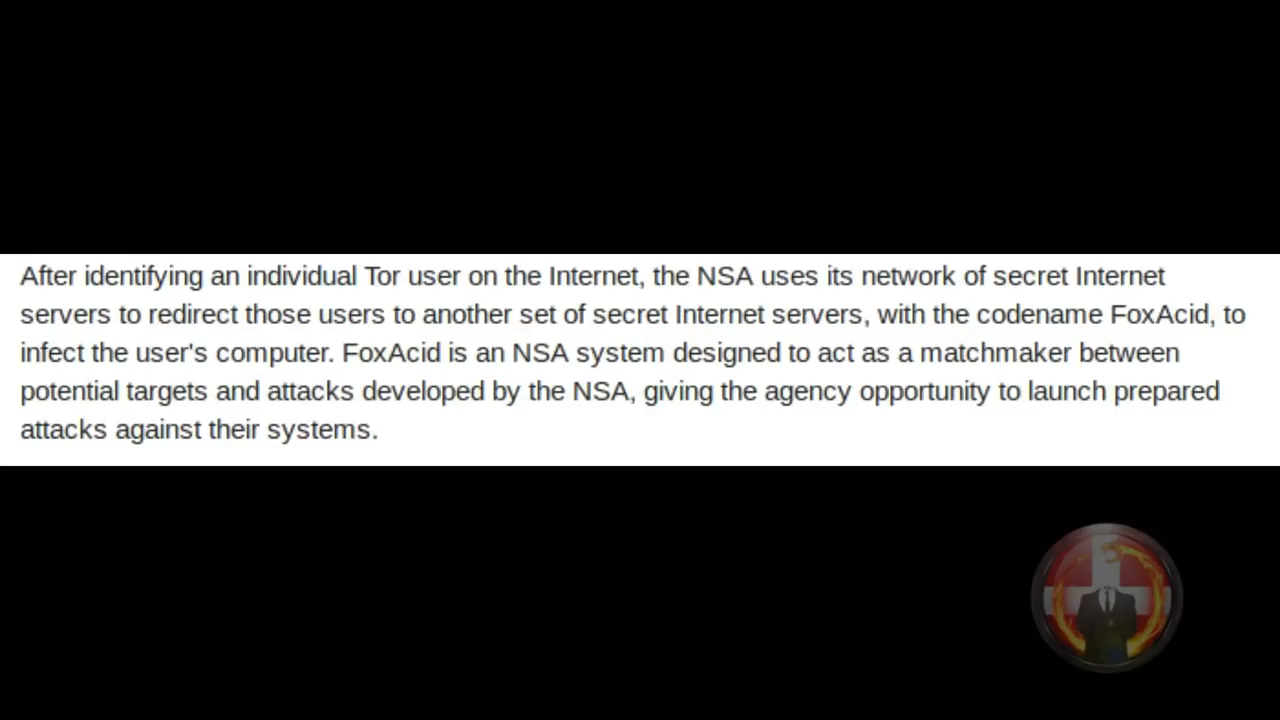 After identifying an individual Tor user on the Internet, the NSA uses its network of secret Internet
servers to redirect those users to another set of secret Internet servers, with the codename FoxAcid, to
infect the user's computer. FoxAcid is an NSA system designed to act as a matchmaker between
potential targets and attacks developed by the NSA, giving the agency opportunity to launch prepared
attacks against their systems.